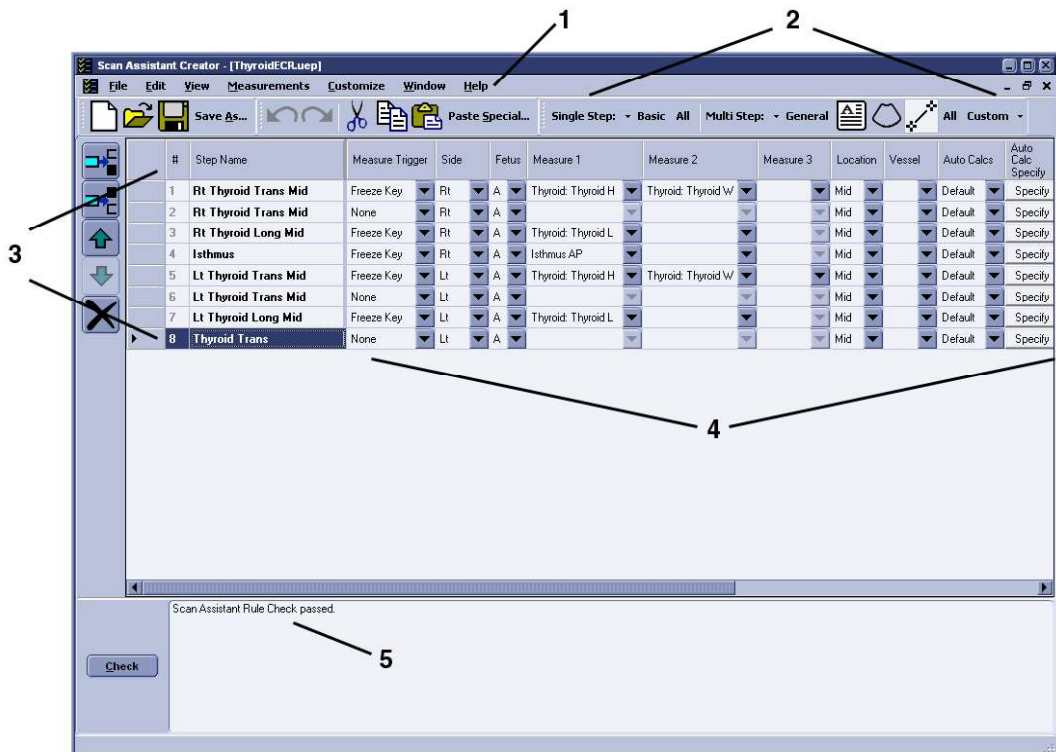 1
2
Scan Assistant Creator - [ThyroidECR.uep]
File Edit View Measurements Customize Window Help
Save As... Paste Special... Single Step: Basic All Multi Step: General All Custom
# Step Name Measure Trigger Side Fetus Measure 1 Measure 2 Measure 3 Location Vessel Auto Calcs Auto Calc Specify
1 Rt Thyroid Trans Mid Freeze Key Rt A Thyroid: Thyroid H Thyroid: Thyroid W Mid Default Specify
2 Rt Thyroid Trans Mid None Rt A Mid Default Specify
3 Rt Thyroid Long Mid Freeze Key Rt A Thyroid: Thyroid L Mid Default Specify
4 Isthmus Freeze Key Rt A Isthmus AP Mid Default Specify
5 Lt Thyroid Trans Mid Freeze Key Lt A Thyroid: Thyroid H Thyroid: Thyroid W Mid Default Specify
6 Lt Thyroid Trans Mid None Lt A Mid Default Specify
7 Lt Thyroid Long Mid Freeze Key Lt A Thyroid: Thyroid L Mid Default Specify
8 Thyroid Trans None Lt A Mid Default Specify
3
4
Scan Assistant Rule Check passed.
5
Check